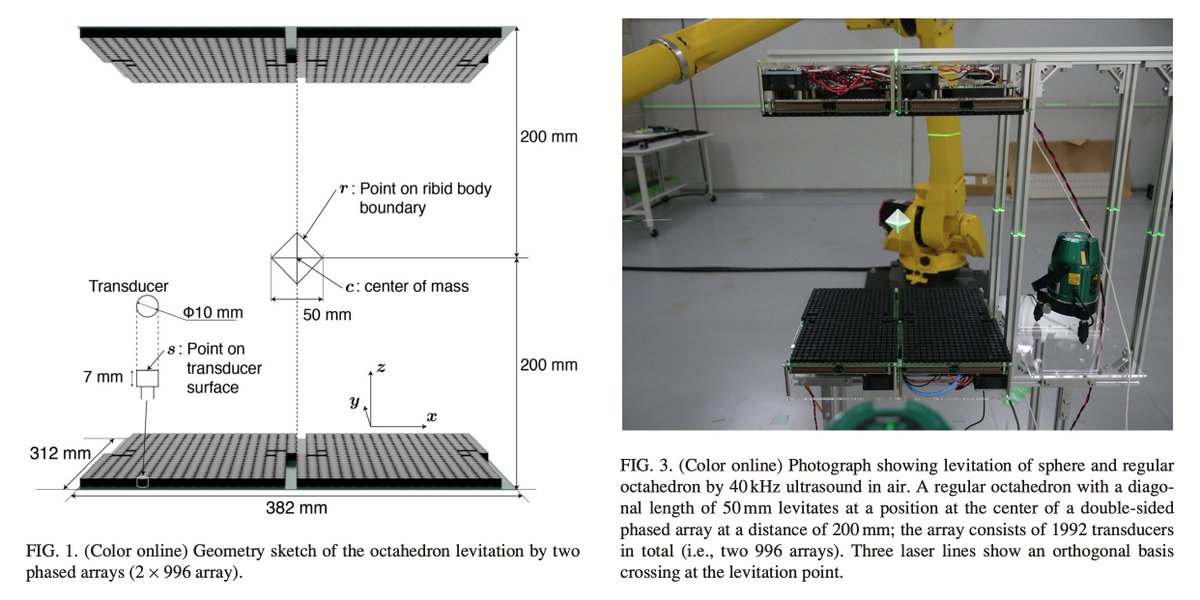 200 mm
r : Point on ribid body
boundary
c : center of mass
50 mm
Transducer
Φ10 mm
s : Point on
transducer
surface
7 mm
z
y
x
200 mm
312 mm
382 mm
FIG. 1. (Color online) Geometry sketch of the octahedron levitation by two
phased arrays (2 × 996 array).
FIG. 3. (Color online) Photograph showing levitation of sphere and regular
octahedron by 40 kHz ultrasound in air. A regular octahedron with a diago-
nal length of 50 mm levitates at a position at the center of a double-sided
phased array at a distance of 200 mm; the array consists of 1992 transducers
in total (i.e., two 996 arrays). Three laser lines show an orthogonal basis
crossing at the levitation point.